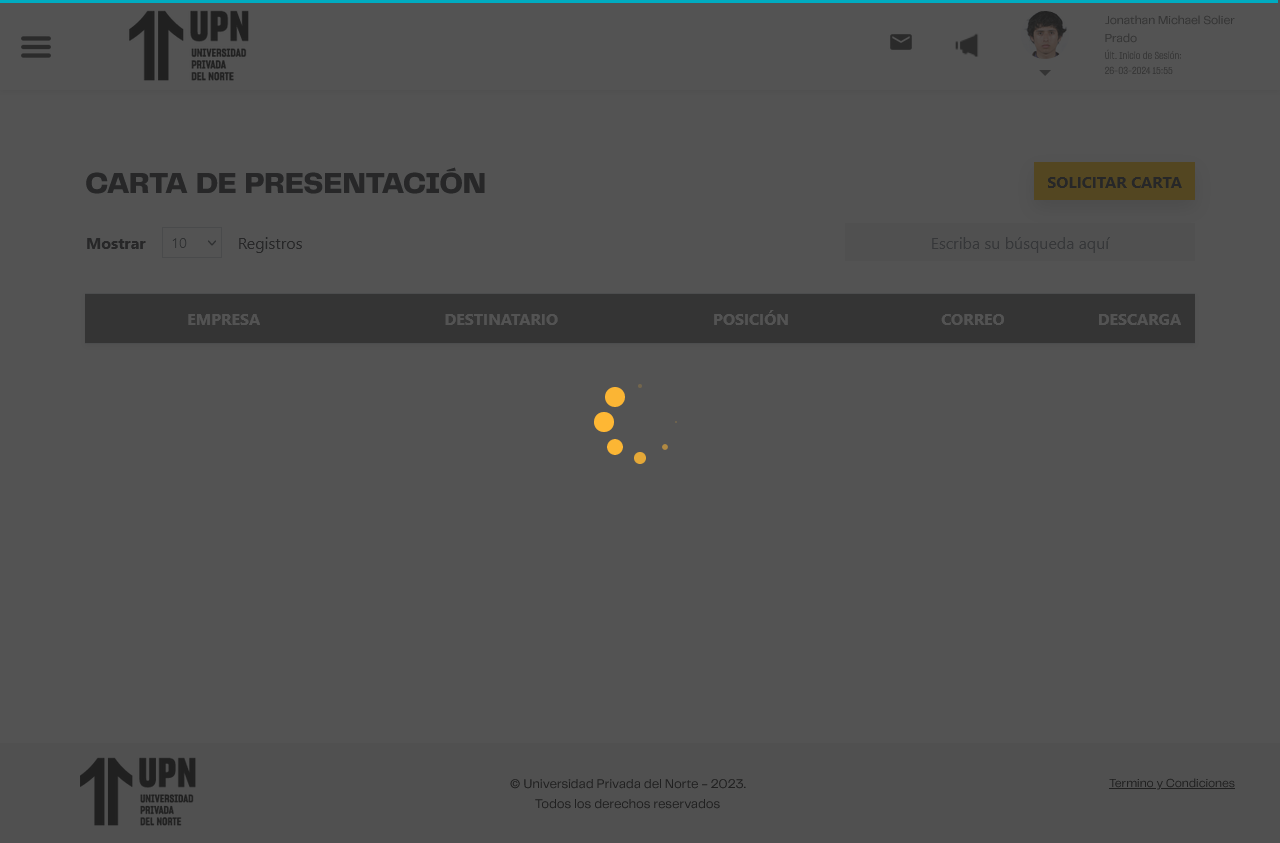 UPN
UNIVERSIDAD
PRIVADA
DEL NORTE
Jonathan Michael Solier
Prado
Últ. Inicio de Sesión:
26-03-2024 15:55
CARTA DE PRESENTACIÓN
SOLICITAR CARTA
Mostrar 10 Registros
Escriba su búsqueda aquí
EMPRESA DESTINATARIO POSICIÓN CORREO DESCARGA
UPN
UNIVERSIDAD
PRIVADA
DEL NORTE
© Universidad Privada del Norte - 2023.
Todos los derechos reservados
Termino y Condiciones